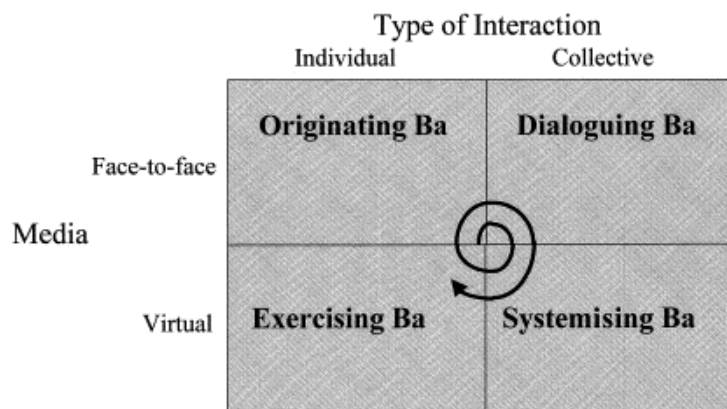 Type of Interaction
Individual Collective
Originating Ba Dialoguing Ba
Face-to-face
Media
Virtual
Exercising Ba Systemising Ba